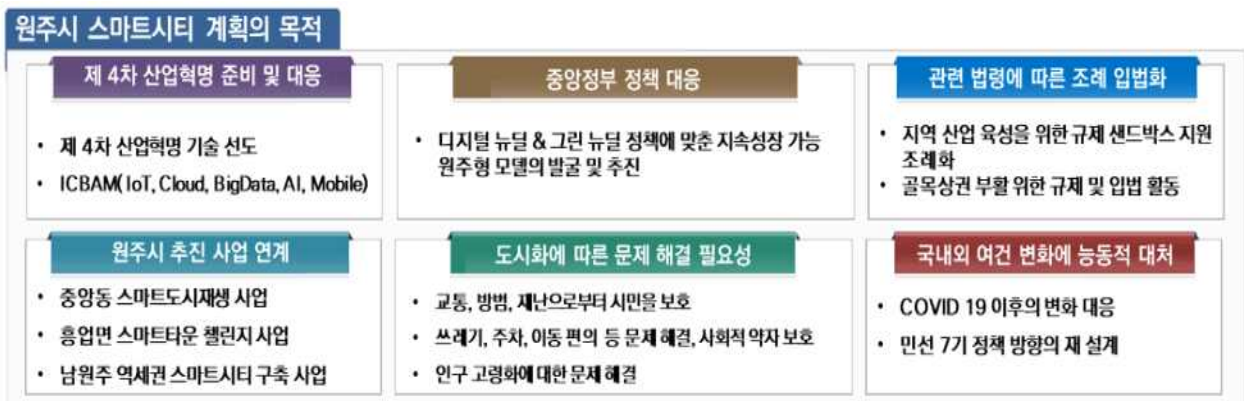 원주시 스마트시티 계획의 목적
제 4차 산업혁명 준비 및 대응
• 제 4차 산업혁명 기술 선도
• ICBAM( IoT, Cloud, BigData, AI, Mobile)
중앙정부 정책 대응
• 디지털 뉴딜 & 그린 뉴딜 정책에 맞춘 지속성장 가능
원주형 모델의 발굴 및 추진
관련 법령에 따른 조례 입법화
• 지역 산업 육성을 위한 규제 샌드박스 지원
조례화
• 골목상권 부활 위한 규제 및 입법 활동
원주시 추진 사업 연계
• 중앙동 스마트도시재생 사업
• 흥업면 스마트타운 챌린지 사업
• 남원주 역세권 스마트시티 구축 사업
도시화에 따른 문제 해결 필요성
• 교통, 방범, 재난으로부터 시민을 보호
• 쓰레기, 주차, 이동 편의 등 문제 해결, 사회적 약자 보호
• 인구 고령화에 대한 문제 해결
국내외 여건 변화에 능동적 대처
• COVID 19 이후의 변화 대응
• 민선 7기 정책 방향의 재 설계